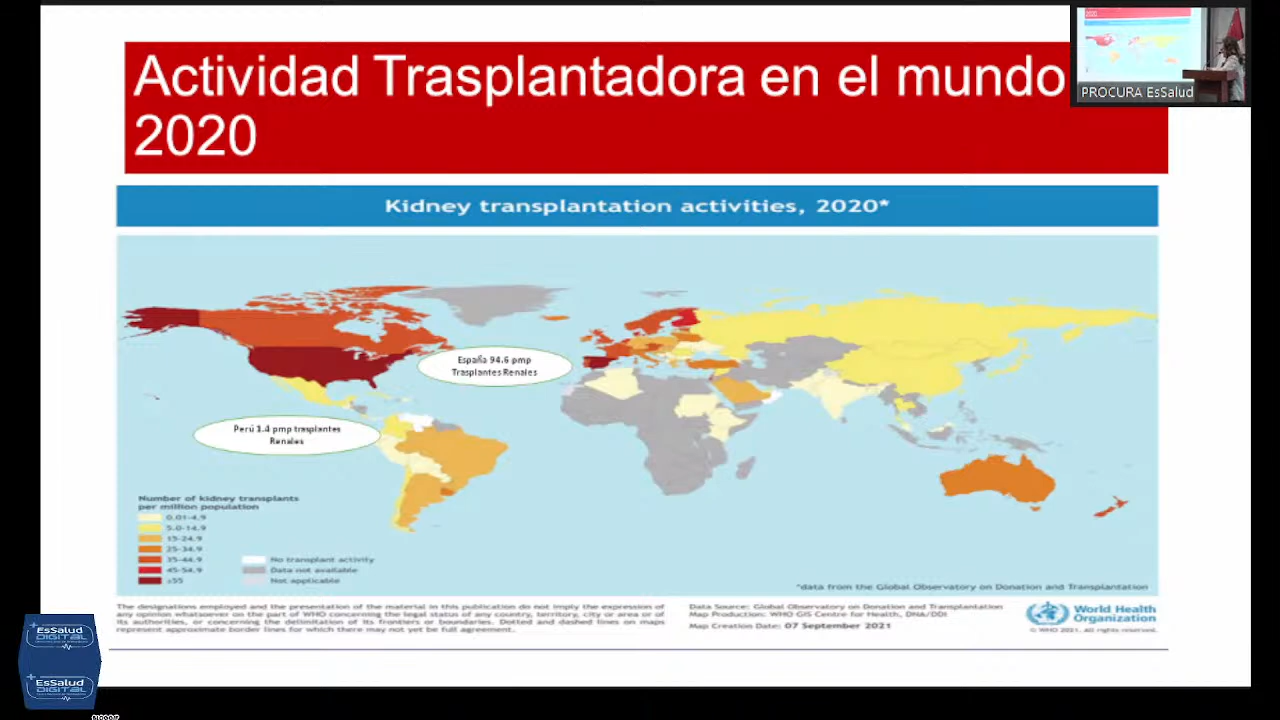 Actividad Trasplantadora en el mundo
2020
PROCURA EsSalud
Kidney transplantation activities, 2020*
España 94.6 pmp
Trasplantes Renales
Perú 1.4 pmp trasplantes
Renales
Number of kidney transplants
per million population
0.01-4.9
5.0-14.9
15-24.9
25-34.9
35-44.9
45-54.9
≥55
No transplant activity
Data not available
Not applicable
*data from the Global Observatory on Donation and Transplantation
The designations employed and the presentation of the material in this publication do not imply the expression of
any opinion whatsoever on the part of WHO concerning the legal status of any country, territory, city or area or of
its authorities, or concerning the delimitation of its frontiers or boundaries. Dotted and dashed lines on maps
represent approximate border lines for which there may not yet be full agreement.
Data Source: Global Observatory on Donation and Transplantation
Map Production: WHO GIS Centre for Health, DNA/DDI
Map Creation Date: 07 September 2021
World Health
Organization
© WHO 2021. All rights reserved.
EsSalud
DIGITAL
EsSalud
DIGITAL